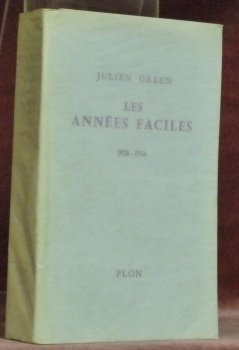 JULIEN GREEN
LES
ANNÉES FACILES
1926-1934
PLON